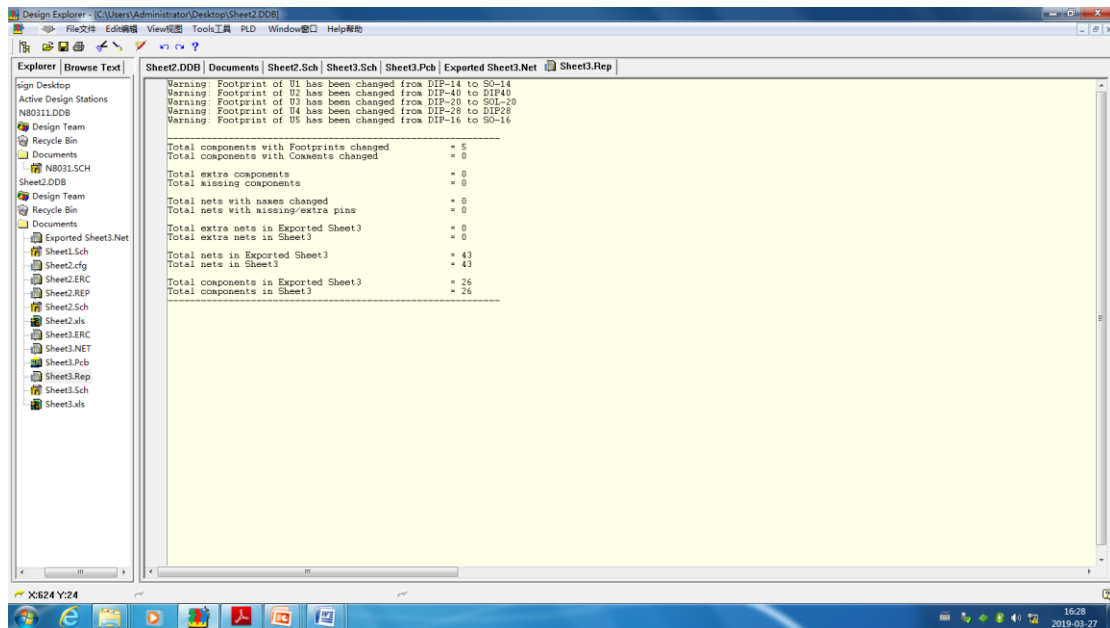 Design Explorer - [C:\Users\Administrator\Desktop\Sheet2.DDB]
File文件 Edit编辑 View视图 Tools工具 PLD Window窗口 Help帮助
Explorer Browse Text
Sheet2.DDB Documents Sheet2.Sch Sheet3.Sch Sheet3.Pcb Exported Sheet3.Net Sheet3.Rep
sign Desktop
Active Design Stations
N80311.DDB
Design Team
Recycle Bin
Documents
N8031.SCH
Sheet2.DDB
Design Team
Recycle Bin
Documents
Exported Sheet3.Net
Sheet1.Sch
Sheet2.cfg
Sheet2.ERC
Sheet2.REP
Sheet2.Sch
Sheet2.xls
Sheet3.ERC
Sheet3.NET
Sheet3.Pcb
Sheet3.Rep
Sheet3.Sch
Sheet3.xls
Warning: Footprint of U1 has been changed from DIP-14 to SO-14
Warning: Footprint of U2 has been changed from DIP-40 to DIP40
Warning: Footprint of U3 has been changed from DIP-20 to SOL-20
Warning: Footprint of U4 has been changed from DIP-28 to DIP28
Warning: Footprint of U5 has been changed from DIP-16 to SO-16
Total components with Footprints changed = 5
Total components with Comments changed = 0
Total extra components = 0
Total missing components = 0
Total nets with names changed = 0
Total nets with missing/extra pins = 0
Total extra nets in Exported Sheet3 = 0
Total extra nets in Sheet3 = 0
Total nets in Exported Sheet3 = 43
Total nets in Sheet3 = 43
Total components in Exported Sheet3 = 26
Total components in Sheet3 = 26
X:624 Y:24
16:28
2019-03-27